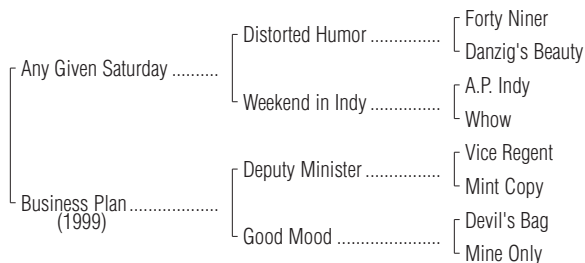 Forty Niner
Distorted Humor ...............
Danzig's Beauty
Any Given Saturday ..........
A.P. Indy
Weekend in Indy ...............
Whow
Vice Regent
Deputy Minister .................
Mint Copy
Business Plan ...................
(1999)
Devil's Bag
Good Mood ......................
Mine Only